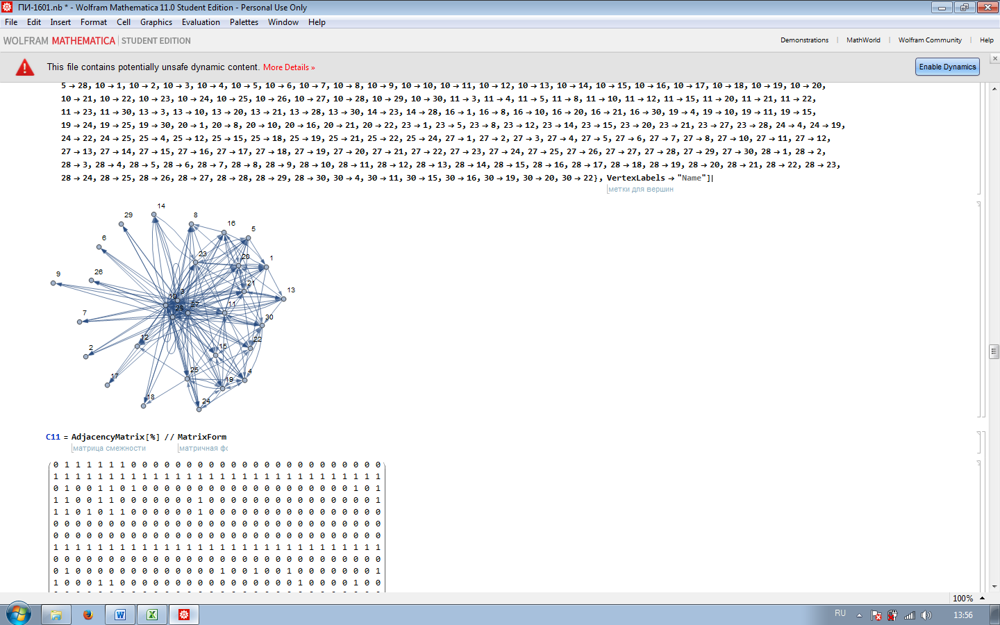 ПИ-1601.nb * - Wolfram Mathematica 11.0 Student Edition - Personal Use Only
File Edit Insert Format Cell Graphics Evaluation Palettes Window Help
WOLFRAM MATHEMATICA STUDENT EDITION
Demonstrations MathWorld Wolfram Community Help
This file contains potentially unsafe dynamic content. More Details »
Enable Dynamics
5→28, 10→1, 10→2, 10→3, 10→4, 10→5, 10→6, 10→7, 10→8, 10→9, 10→10, 10→11, 10→12, 10→13, 10→14, 10→15, 10→16, 10→17, 10→18, 10→19, 10→20,
10→21, 10→22, 10→23, 10→24, 10→25, 10→26, 10→27, 10→28, 10→29, 10→30, 11→3, 11→4, 11→5, 11→8, 11→10, 11→12, 11→15, 11→20, 11→21, 11→22,
11→23, 11→30, 13→3, 13→10, 13→20, 13→21, 13→28, 13→30, 14→23, 14→28, 16→1, 16→8, 16→10, 16→20, 16→21, 16→30, 19→4, 19→10, 19→11, 19→15,
19→24, 19→25, 19→30, 20→1, 20→8, 20→10, 20→16, 20→21, 20→22, 23→1, 23→5, 23→8, 23→12, 23→14, 23→15, 23→20, 23→21, 23→27, 23→28, 24→4, 24→19,
24→22, 24→25, 25→4, 25→12, 25→15, 25→18, 25→19, 25→21, 25→22, 25→24, 27→1, 27→2, 27→3, 27→4, 27→5, 27→6, 27→7, 27→8, 27→10, 27→11, 27→12,
27→13, 27→14, 27→15, 27→16, 27→17, 27→18, 27→19, 27→20, 27→21, 27→22, 27→23, 27→24, 27→25, 27→26, 27→27, 27→28, 27→29, 27→30, 28→1, 28→2,
28→3, 28→4, 28→5, 28→6, 28→7, 28→8, 28→9, 28→10, 28→11, 28→12, 28→13, 28→14, 28→15, 28→16, 28→17, 28→18, 28→19, 28→20, 28→21, 28→22, 28→23,
28→24, 28→25, 28→26, 28→27, 28→28, 28→29, 28→30, 30→4, 30→11, 30→15, 30→16, 30→19, 30→20, 30→22}, VertexLabels→"Name"]
метки для вершин
14
29
8
16
5
6
23
20
1
9
26
21
13
3
10
27
11
28
7
30
12
22
2
15
25
4
17
19
18
24
C11 = AdjacencyMatrix[%] // MatrixForm
матрица смежности матричная фо
0 1 1 1 1 1 1 0 0 0 0 0 0 0 0 0 0 0 0 0 0 0 0 0 0 0 0 0 0 0
1 1 1 1 1 1 1 1 1 1 1 1 1 1 1 1 1 1 1 1 1 1 1 1 1 1 1 1 1 1
0 1 0 0 1 1 0 1 0 0 0 0 0 0 0 0 0 0 0 0 0 0 0 0 0 0 0 1 0 1
1 1 0 0 1 1 0 0 0 0 0 0 0 1 0 0 0 0 0 0 0 0 0 0 0 0 0 0 0 1
1 1 0 1 0 1 1 0 0 0 0 0 0 1 0 0 0 0 0 0 0 0 0 0 0 0 0 0 0 0
0 0 0 0 0 0 0 0 0 0 0 0 0 0 0 0 0 0 0 0 0 0 0 0 0 0 0 0 0 0
0 0 0 0 0 0 0 0 0 0 0 0 0 0 0 0 0 0 0 0 0 0 0 0 0 0 0 0 0 0
1 1 1 1 1 1 1 1 1 1 1 1 1 1 1 1 1 1 1 1 1 1 1 1 1 1 1 1 1 1
0 0 0 0 0 0 0 0 0 0 0 0 0 0 0 0 0 0 0 0 0 0 0 0 0 0 0 0 0 0
0 1 0 0 0 0 0 0 0 0 0 0 0 0 0 1 0 0 1 0 0 1 0 0 0 0 0 0 0 1
1 0 0 0 1 1 0 0 0 0 0 0 0 0 0 0 0 0 0 0 0 0 1 0 0 0 0 1 0 0
100%
RU 13:56